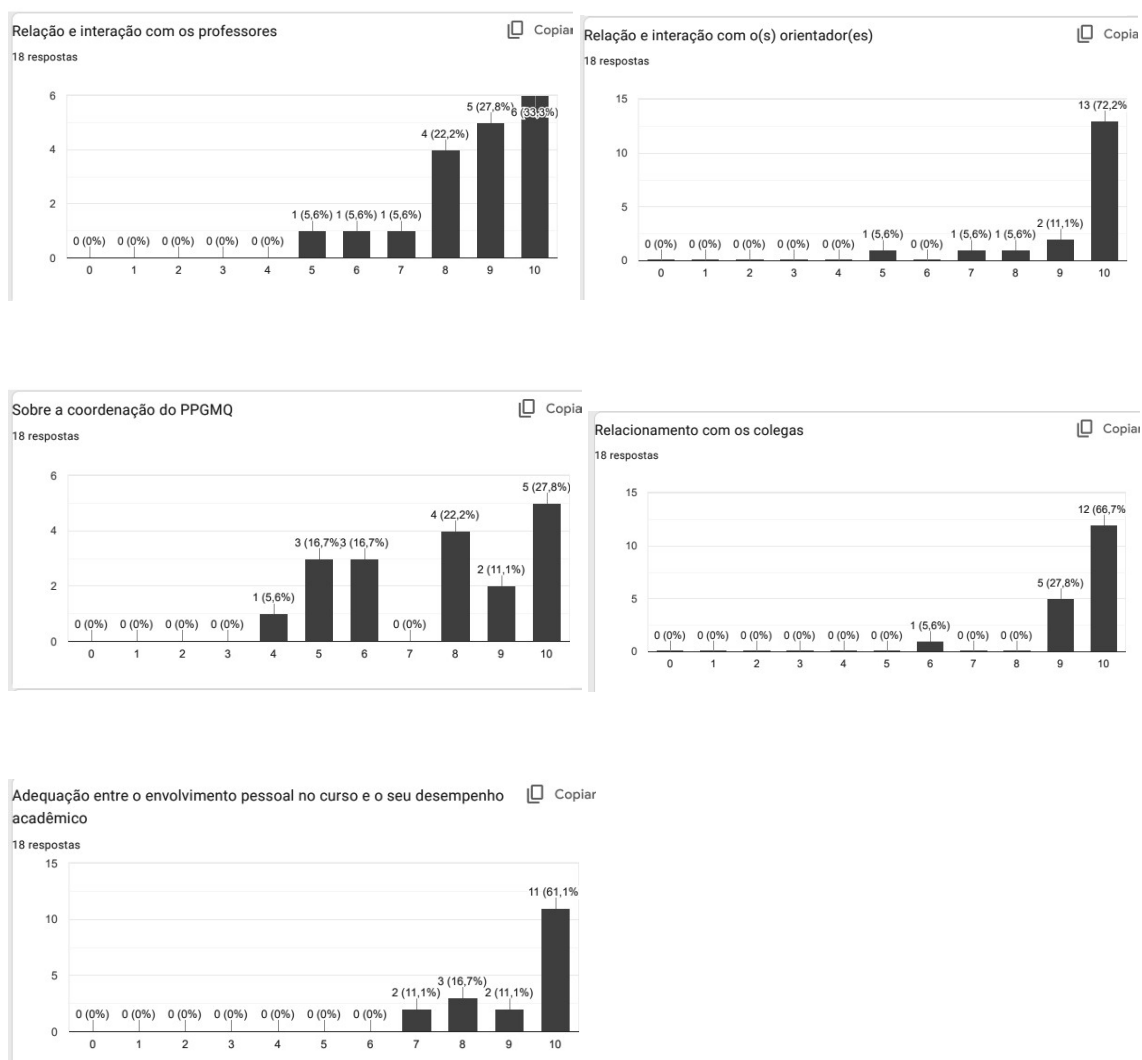 Relação e interação com os professores
Copiar
18 respostas
6
4
2
0
0 (0%) 0 (0%) 0 (0%) 0 (0%) 0 (0%) 1 (5,6%) 1 (5,6%) 1 (5,6%) 4 (22,2%) 5 (27,8%) 6 (33,3%)
0 1 2 3 4 5 6 7 8 9 10
Relação e interação com o(s) orientador(es)
Copia
18 respostas
15
10
5
0
0 (0%) 0 (0%) 0 (0%) 0 (0%) 0 (0%) 1 (5,6%) 0 (0%) 1 (5,6%) 1 (5,6%) 2 (11,1%) 13 (72,2%
0 1 2 3 4 5 6 7 8 9 10
Sobre a coordenação do PPGMQ
Copia
18 respostas
6
4
2
0
0 (0%) 0 (0%) 0 (0%) 0 (0%) 1 (5,6%) 3 (16,7% 3 (16,7%) 0 (0%) 4 (22,2%) 2 (11,1%) 5 (27,8%)
0 1 2 3 4 5 6 7 8 9 10
Relacionamento com os colegas
Copiar
18 respostas
15
10
5
0
0 (0%) 0 (0%) 0 (0%) 0 (0%) 0 (0%) 0 (0%) 1 (5,6%) 0 (0%) 0 (0%) 5 (27,8%) 12 (66,7%
0 1 2 3 4 5 6 7 8 9 10
Adequação entre o envolvimento pessoal no curso e o seu desempenho
acadêmico
Copiar
18 respostas
15
10
5
0
0 (0%) 0 (0%) 0 (0%) 0 (0%) 0 (0%) 0 (0%) 0 (0%) 2 (11,1%) 3 (16,7%) 2 (11,1%) 11 (61,1%
0 1 2 3 4 5 6 7 8 9 10